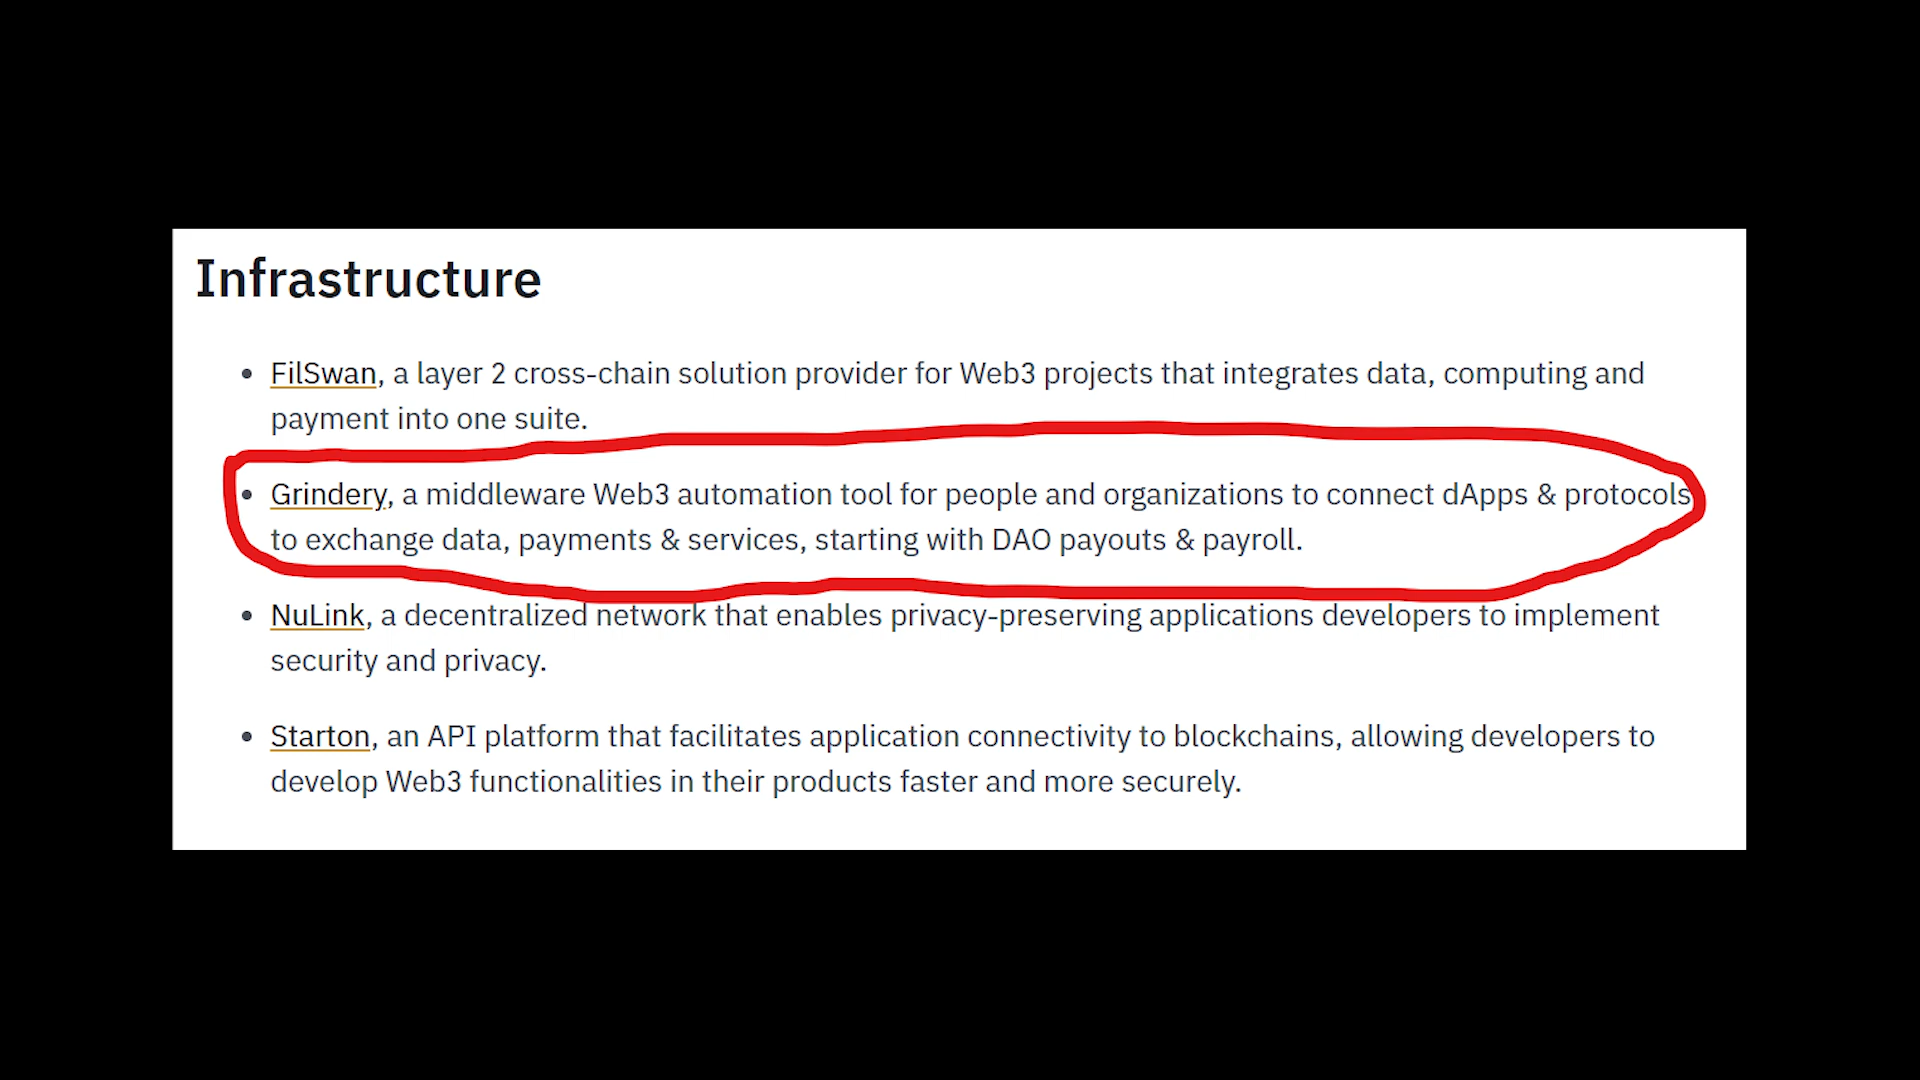 Infrastructure
FilSwan, a layer 2 cross-chain solution provider for Web3 projects that integrates data, computing and
payment into one suite.
Grindery, a middleware Web3 automation tool for people and organizations to connect dApps & protocols
to exchange data, payments & services, starting with DAO payouts & payroll.
NuLink, a decentralized network that enables privacy-preserving applications developers to implement
security and privacy.
Starton, an API platform that facilitates application connectivity to blockchains, allowing developers to
develop Web3 functionalities in their products faster and more securely.